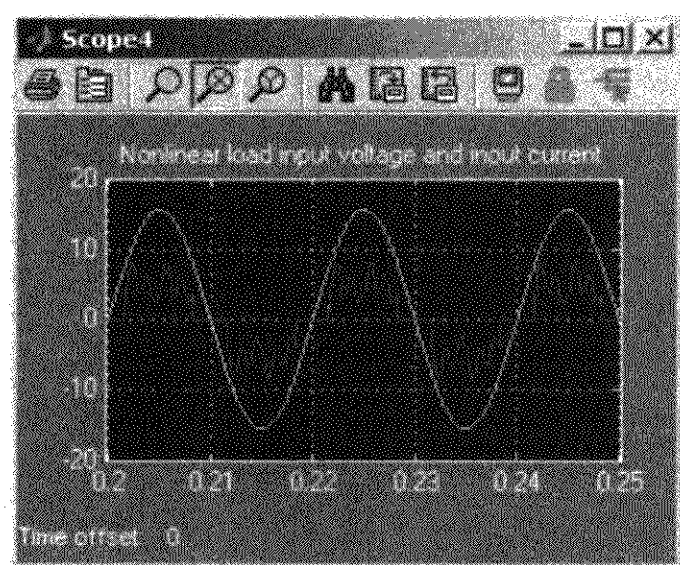 Scope4
Nonlinear load input voltage and inout current
20
10
0
-10
-20
0.2 0.21 0.22 0.23 0.24 0.25
Time offset: 0